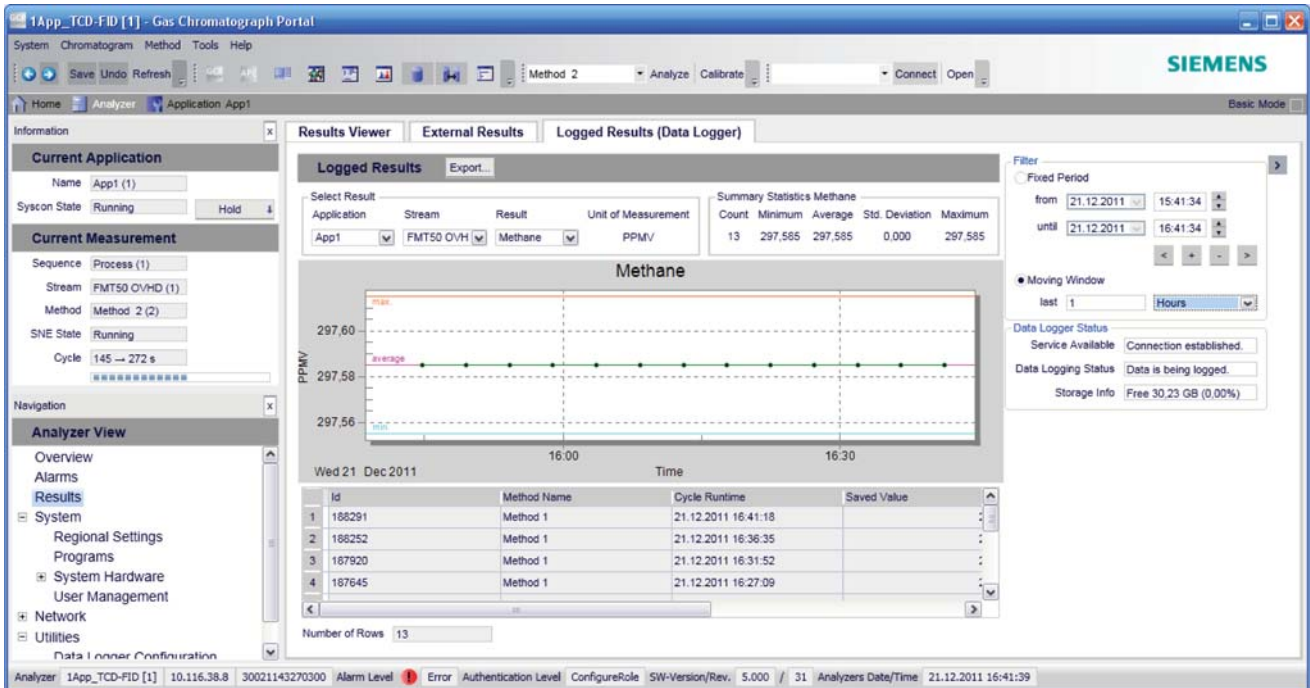 1App_TCD-FID [1] - Gas Chromatograph Portal
System Chromatogram Method Tools Help
Save Undo Refresh Method 2 Analyze Calibrate Connect Open
SIEMENS
Home Analyzer Application App1 Basic Mode
Information
Current Application
Name App1 (1)
Syscon State Running Hold
Current Measurement
Sequence Process (1)
Stream FMT50 OVHD (1)
Method Method 2 (2)
SNE State Running
Cycle 145 → 272 s
Navigation
Analyzer View
Overview
Alarms
Results
System
Regional Settings
Programs
System Hardware
User Management
Network
Utilities
Data Logger Configuration
Results Viewer External Results Logged Results (Data Logger)
Logged Results Export...
Select Result
Application Stream Result Unit of Measurement
App1 FMT50 OVH Methane PPMV
Summary Statistics Methane
Count Minimum Average Std. Deviation Maximum
13 297,585 297,585 0,000 297,585
Methane
max.
297,60
average
297,58
297,56
min.
PPMV
16:00 16:30
Wed 21 Dec 2011 Time
Id Method Name Cycle Runtime Saved Value
1 188291 Method 1 21.12.2011 16:41:18
2 188252 Method 1 21.12.2011 16:36:35
3 187920 Method 1 21.12.2011 16:31:52
4 187645 Method 1 21.12.2011 16:27:09
Number of Rows 13
Filter
Fixed Period
from 21.12.2011 15:41:34
until 21.12.2011 16:41:34
< + - >
Moving Window
last 1 Hours
Data Logger Status
Service Available Connection established.
Data Logging Status Data is being logged.
Storage Info Free 30,23 GB (0,00%)
Analyzer 1App_TCD-FID [1] 10.116.38.8 30021143270300 Alarm Level Error Authentication Level ConfigureRole SW-Version/Rev. 5.000 / 31 Analyzers Date/Time 21.12.2011 16:41:39